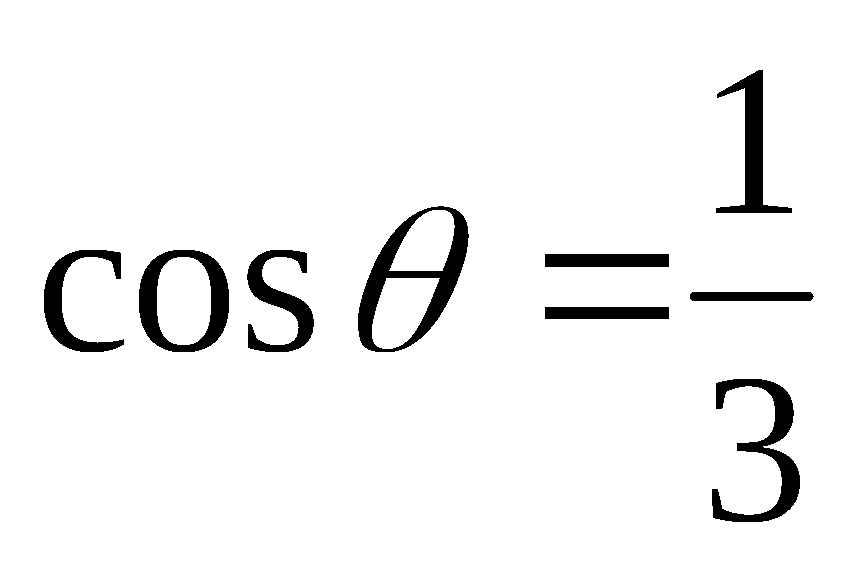 cos θ = 1/3